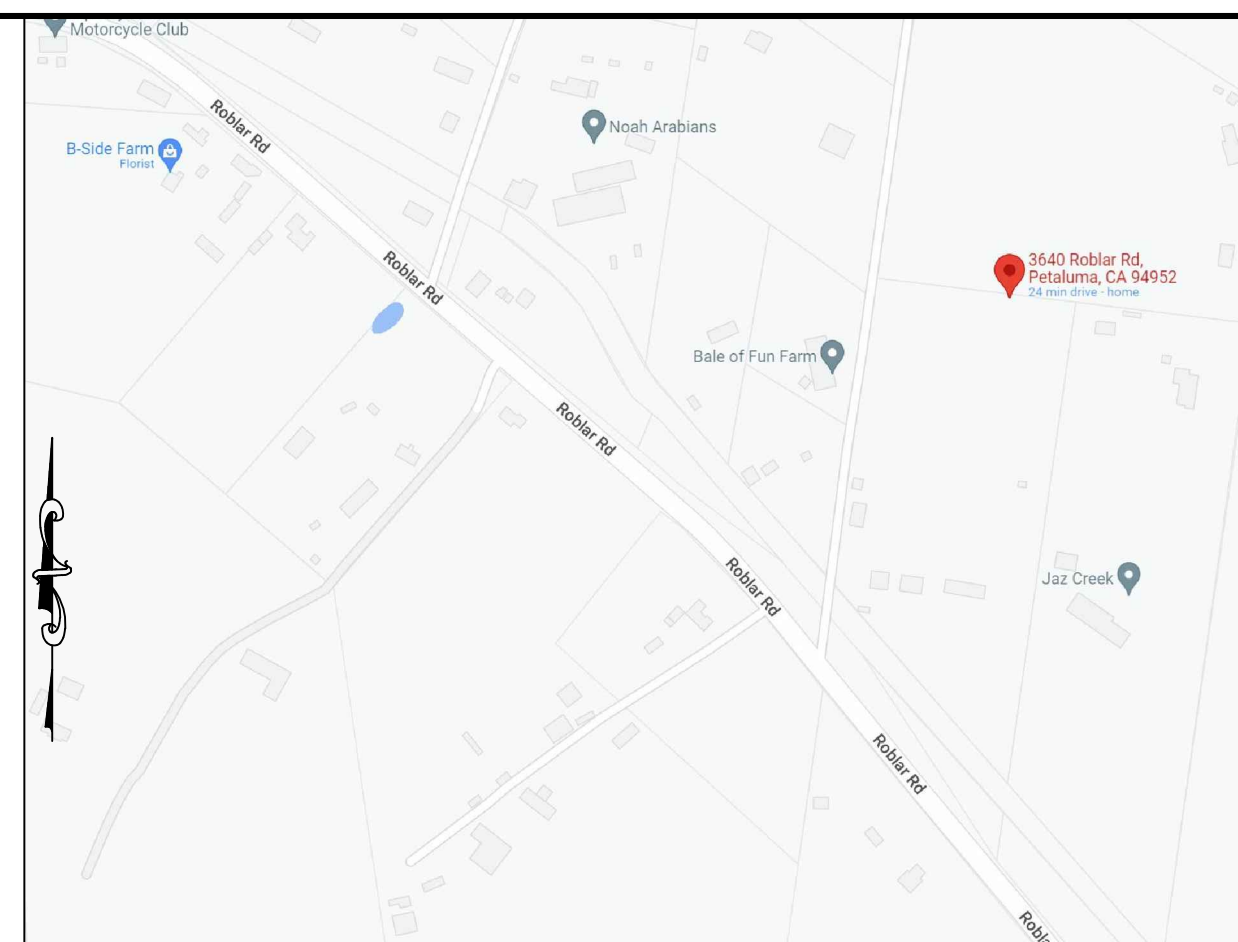 Motorcycle Club
Roblar Rd
Noah Arabians
B-Side Farm
Florist
Roblar Rd
3640 Roblar Rd,
Petaluma, CA 94952
24 min drive - home
Bale of Fun Farm
Roblar Rd
Roblar Rd
Jaz Creek
Roblar Rd